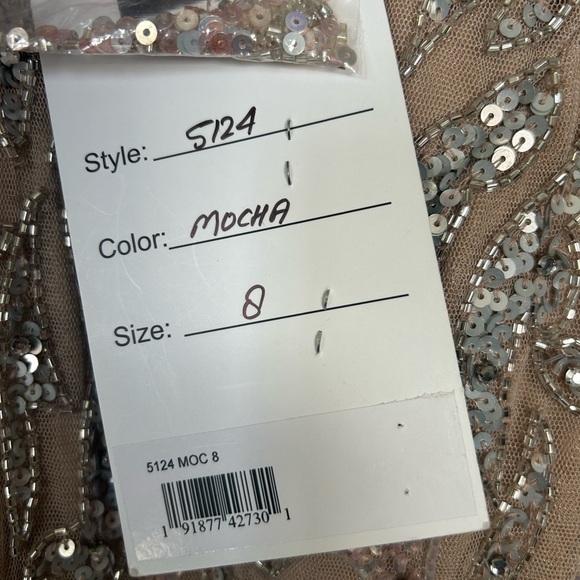 Style: 5124
Color: MOCHA
Size: 8
5124 MOC 8
1 91877 42730 1